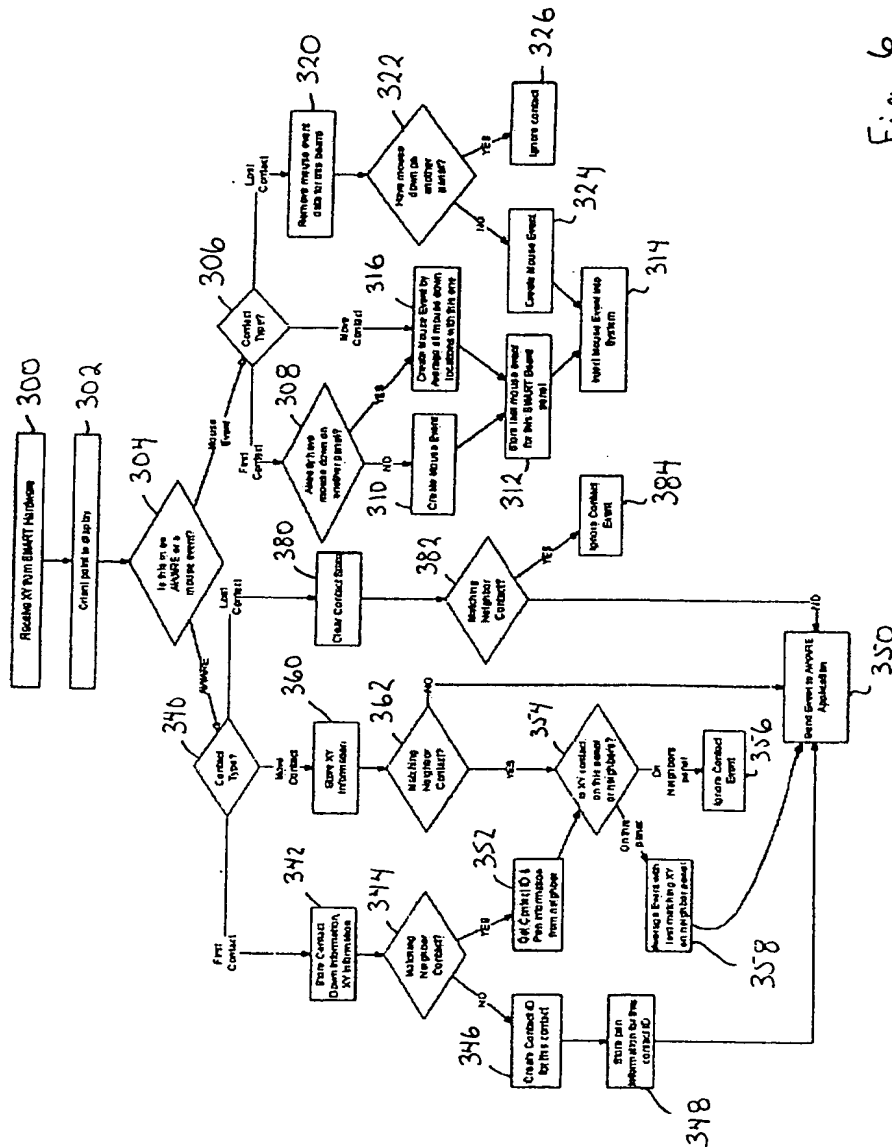 300
Receive XY from SMART Hardware
302
Orient point to display
304
Is this an
AWARE or a
mouse event?
AWARE
Mouse
Event
340
Contact
Type?
First
Contact
Move
Contact
Lost
Contact
342
Store Contact
Down Information,
XY Information
344
Matching
Neighbor
Contact?
NO
YES
346
Create Contact ID
for this contact
348
Store pen
information for this
contact ID
352
Get Contact ID &
Pen information
from neighbor
360
Store XY
Information
362
Matching
Neighbor
Contact?
NO
YES
354
Is XY contact
on this panel
or neighbors?
On this
panel
On
Neighbors
panel
356
Ignore Contact
Event
358
Average Event with
last matching XY
on neighbor panel
380
Clear Contact
382
Matching
Neighbor
Contact?
YES
NO
384
Ignore Contact
Event
350
Send Event to AWARE
Application
306
Contact
Type?
First
Contact
Move Contact
Lost
Contact
308
Already have
mouse down on
another panel?
NO
YES
310
Create Mouse Event
316
Create Mouse Event by
Average all mouse down
locations with this one
312
Store last mouse event
for this SMART Board
panel
314
Inject Mouse Event into
System
320
Remove mouse event
data for this board
322
Have mouse
down on
another
panel?
NO
YES
324
Create Mouse Event
326
Ignore contact
Fig. 6